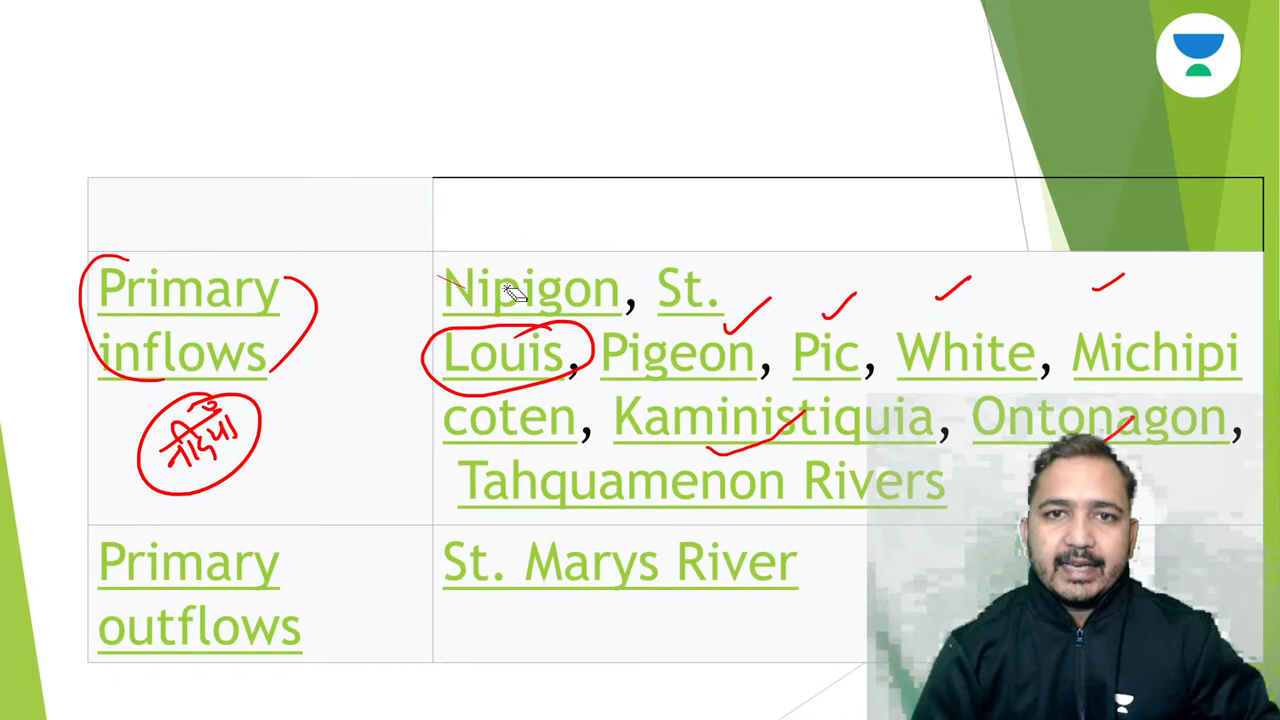 Primary
inflows
नदियाँ
Nipigon, St.
Louis, Pigeon, Pic, White, Michipi
coten, Kaministiquia, Ontonagon,
Tahquamenon Rivers
Primary
outflows
St. Marys River